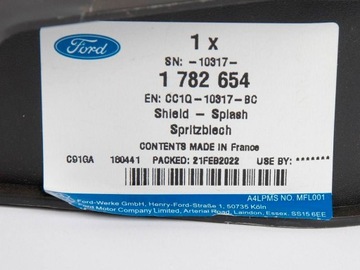 Ford
1 x
SN: -10317-
1 782 654
EN: CC1Q-10317-BC
Shield - Splash
Spritzblech
CONTENTS MADE IN France
C91GA 180441 PACKED: 21FEB2022 USE BY: *******
A4LPMS NO. MFL001
Ford-Werke GmbH, Henry-Ford-Straße 1, 50735 Köln
Ford Motor Company Limited, Arterial Road, Laindon, Essex. SS15 6EE